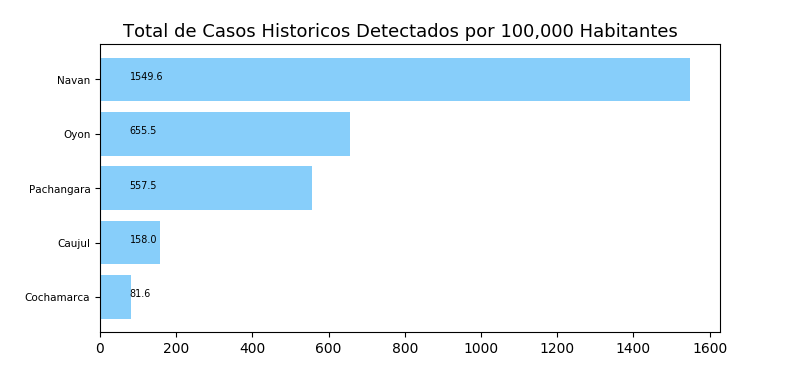 Total de Casos Historicos Detectados por 100,000 Habitantes
Navan 1549.6
Oyon 655.5
Pachangara 557.5
Caujul 158.0
Cochamarca 81.6
0 200 400 600 800 1000 1200 1400 1600